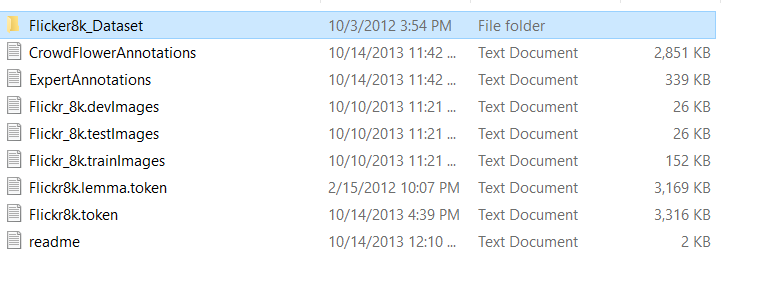 Flicker8k_Dataset 10/3/2012 3:54 PM File folder
CrowdFlowerAnnotations 10/14/2013 11:42 ... Text Document 2,851 KB
ExpertAnnotations 10/14/2013 11:42 ... Text Document 339 KB
Flickr_8k.devImages 10/10/2013 11:21 ... Text Document 26 KB
Flickr_8k.testImages 10/10/2013 11:21 ... Text Document 26 KB
Flickr_8k.trainImages 10/10/2013 11:21 ... Text Document 152 KB
Flickr8k.lemma.token 2/15/2012 10:07 PM Text Document 3,169 KB
Flickr8k.token 10/14/2013 4:39 PM Text Document 3,316 KB
readme 10/14/2013 12:10 ... Text Document 2 KB